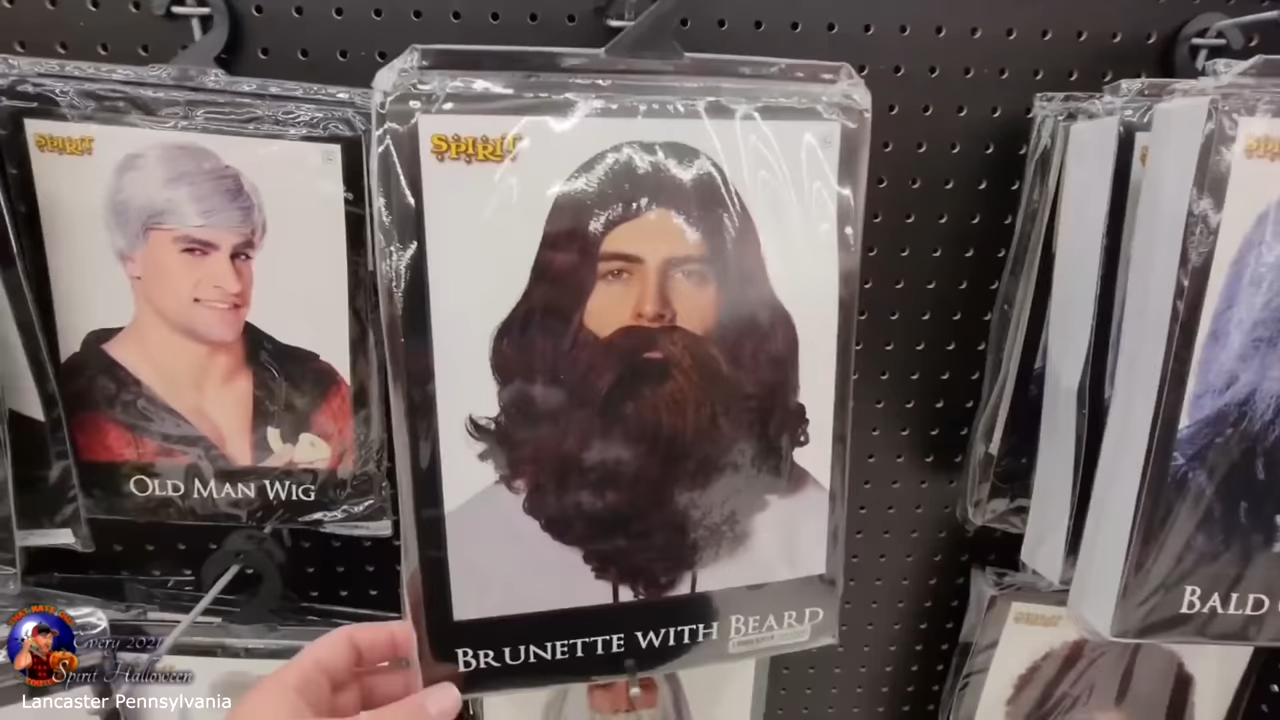 SPIRIT
OLD MAN WIG
SPIRIT
BRUNETTE WITH BEARD
BALD
Every 2021
Spirit Halloween
Lancaster Pennsylvania